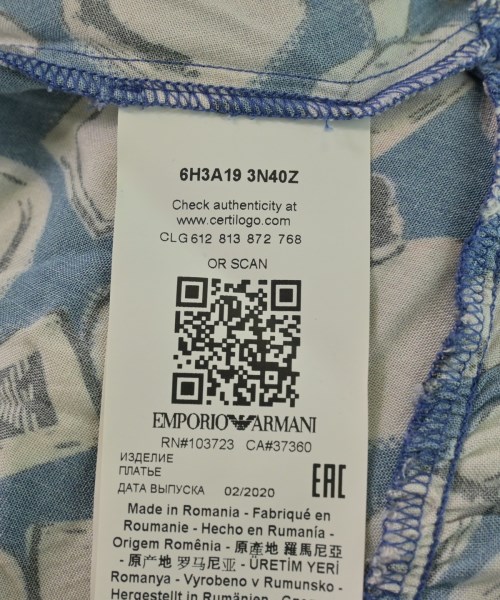 6H3A19 3N40Z
Check authenticity at
www.certilogo.com
CLG 612 813 872 768
OR SCAN
EMPORIO ARMANI
RN#103723 CA#37360
ИЗДЕЛИЕ
ПЛАТЬЕ
ДАТА ВЫПУСКА 02/2020
EAC
Made in Romania - Fabriqué en
Roumanie - Hecho en Rumanía -
Origem Romênia - 原產地 羅馬尼亞
- 原产地 罗马尼亚 - ÜRETİM YERİ
Romanya - Vyrobeno v Rumunsko -
Hergestellt in Rumänien -